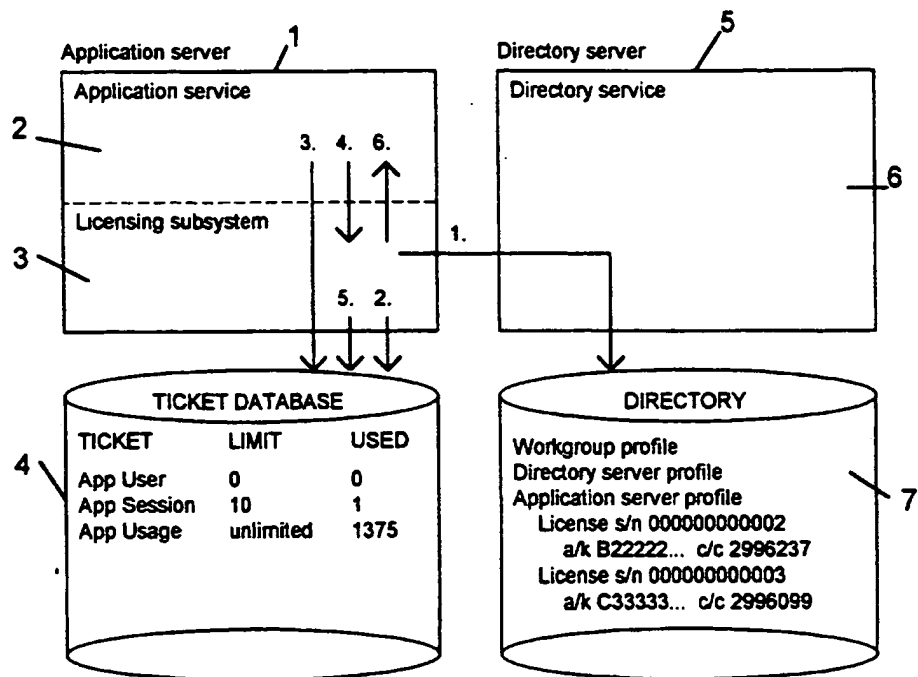 1
5
Application server
Directory server
Application service
Directory service
2
3. 4. 6.
6
Licensing subsystem
1.
3
5. 2.
TICKET DATABASE
DIRECTORY
TICKET LIMIT USED
4
App User 0 0
App Session 10 1
App Usage unlimited 1375
Workgroup profile
Directory server profile
Application server profile
7
License s/n 000000000002
a/k B22222... c/c 2996237
License s/n 000000000003
a/k C33333... c/c 2996099